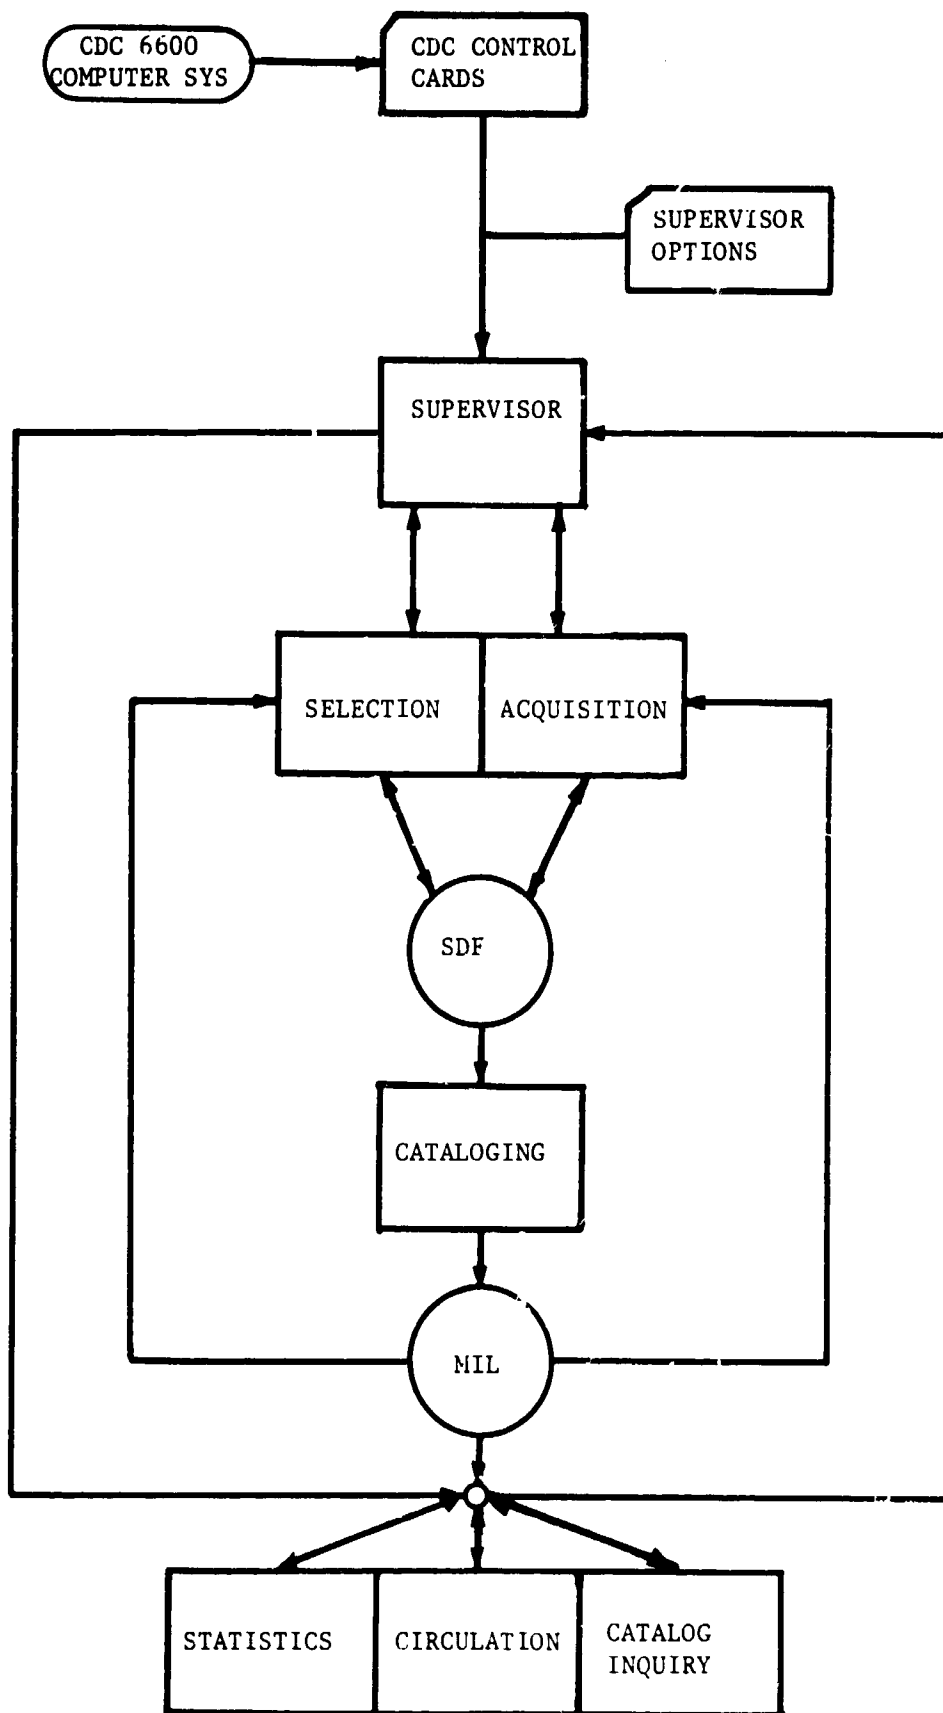 CDC 6600
COMPUTER SYS
CDC CONTROL
CARDS
SUPERVISOR
OPTIONS
SUPERVISOR
SELECTION
ACQUISITION
SDF
CATALOGING
MIL
STATISTICS
CIRCULATION
CATALOG
INQUIRY